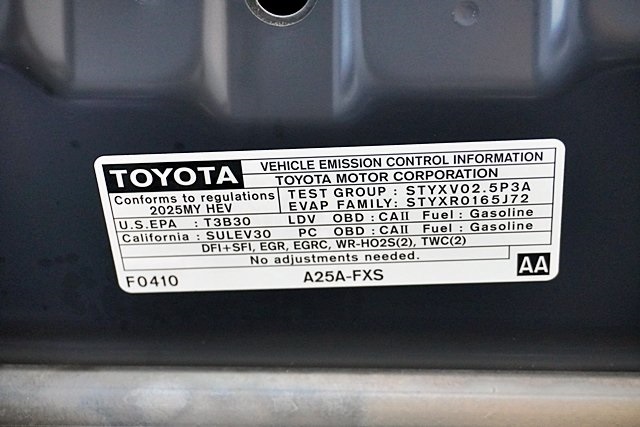 TOYOTA VEHICLE EMISSION CONTROL INFORMATION
TOYOTA MOTOR CORPORATION
Conforms to regulations
2025MY HEV
TEST GROUP : STYXV02.5P3A
EVAP FAMILY: STYXR0165J72
U.S.EPA : T3B30 LDV OBD : CAII Fuel : Gasoline
California : SULEV30 PC OBD : CAII Fuel : Gasoline
DFI+SFI, EGR, EGRC, WR-HO2S(2), TWC(2)
No adjustments needed.
F0410 A25A-FXS AA